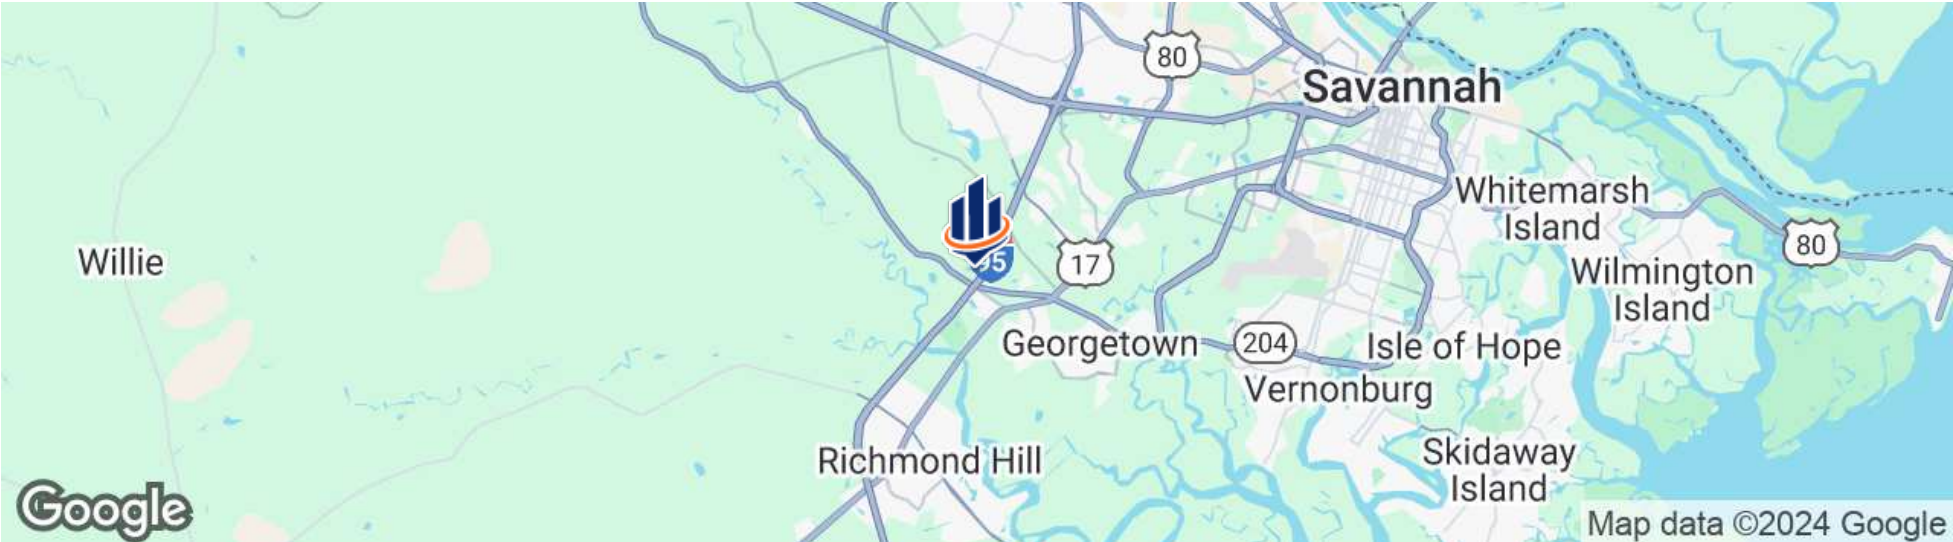 80
Savannah
Whitemarsh
Island
80
Willie
95
17
Wilmington
Island
Georgetown
204
Isle of Hope
Vernonburg
Richmond Hill
Skidaway
Island
Google
Map data ©2024 Google